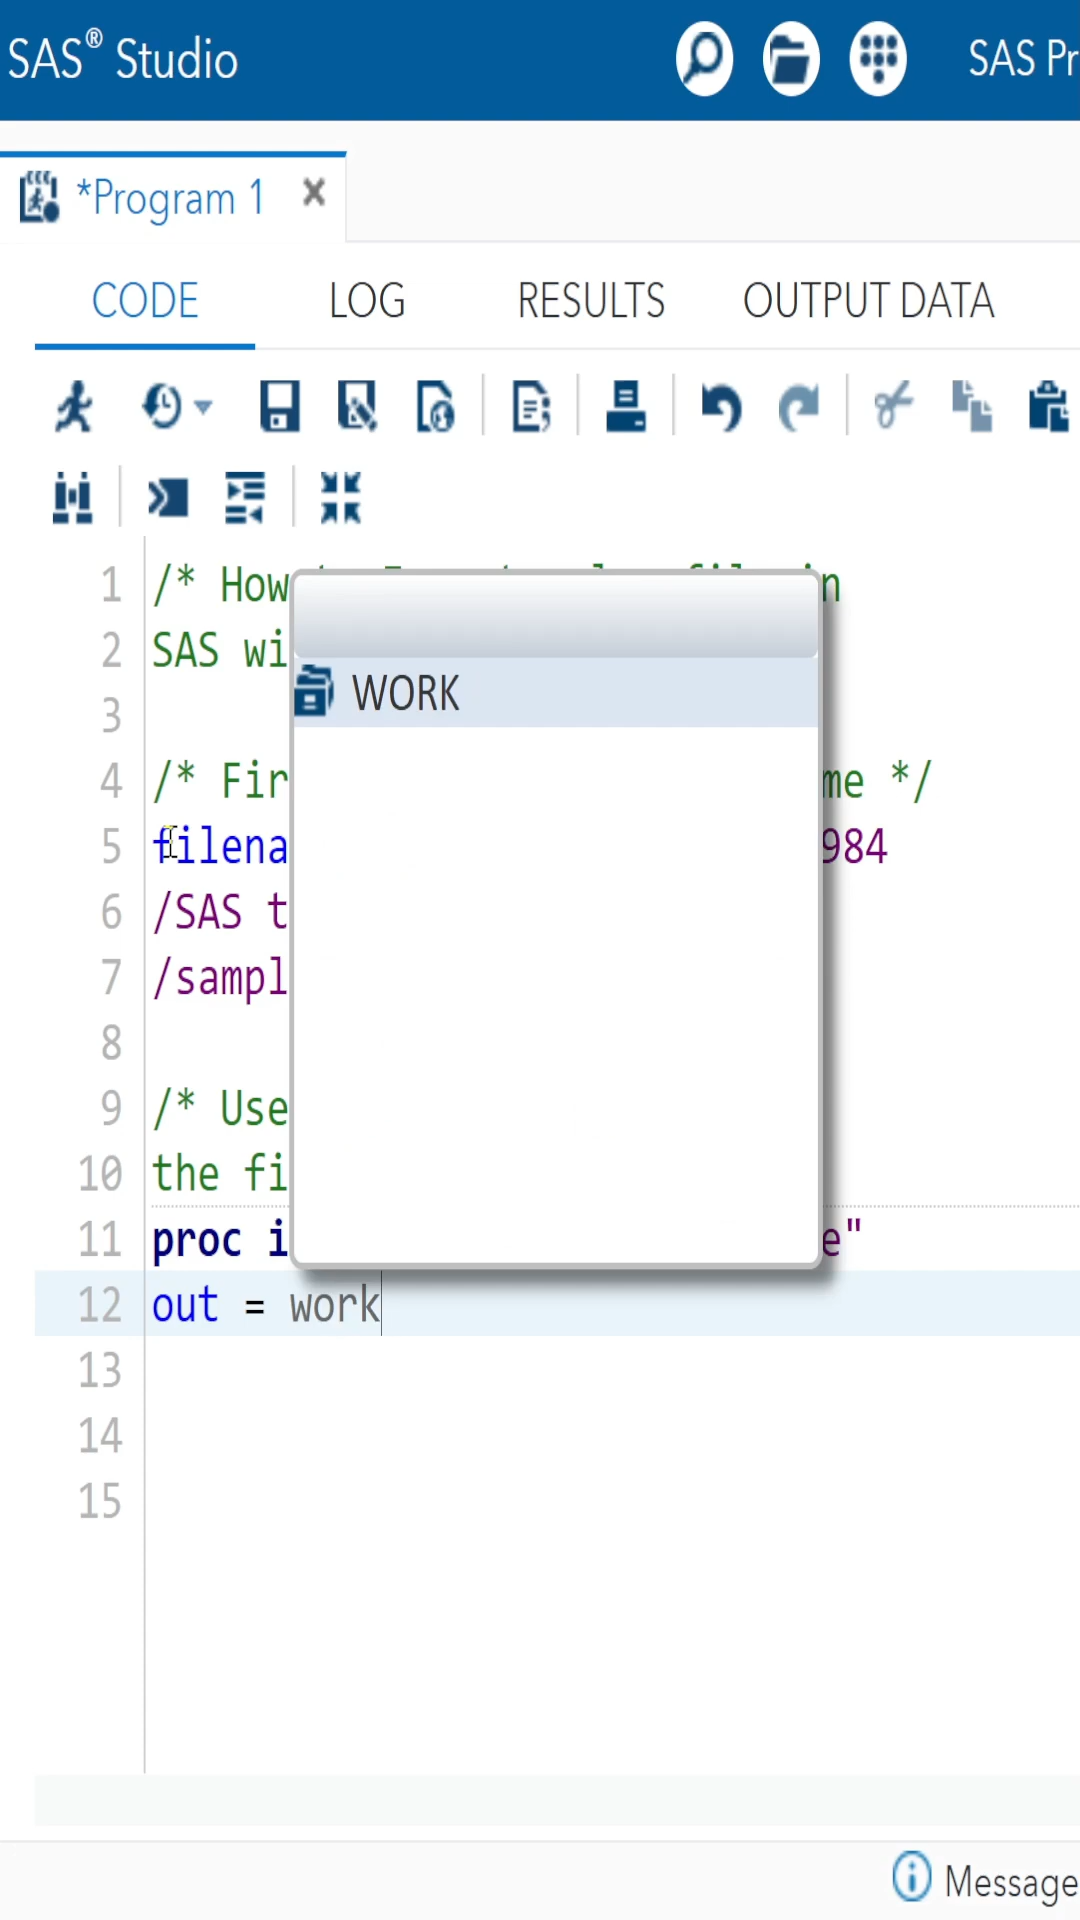 SAS® Studio
SAS Pr
*Program 1
CODE LOG RESULTS OUTPUT DATA
1 /* How
2 SAS wi
3
4 /* Fir me */
5 filena 984
6 /SAS t
7 /sampl
8
9 /* Use
10 the fi
11 proc i e"
12 out = work
13
14
15
WORK
Message